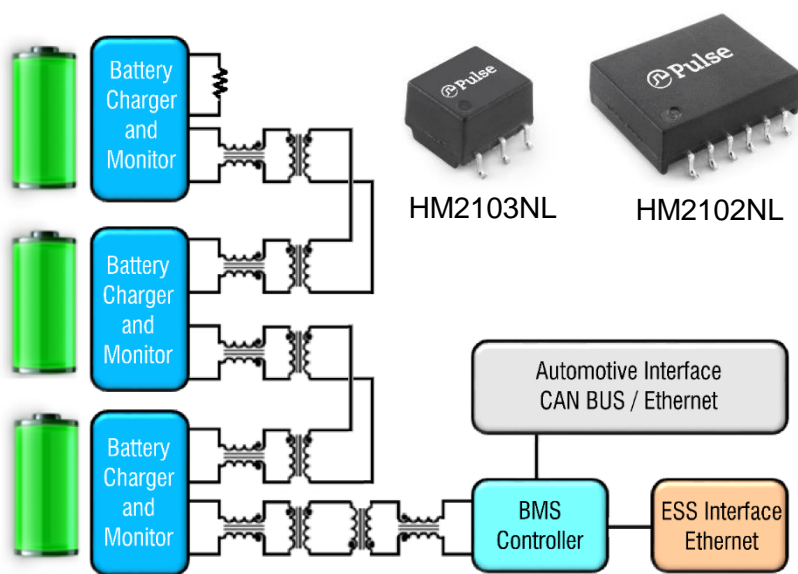 Battery
Charger
and
Monitor
Pulse
Pulse
HM2103NL
HM2102NL
Battery
Charger
and
Monitor
Automotive Interface
CAN BUS / Ethernet
Battery
Charger
and
Monitor
BMS
Controller
ESS Interface
Ethernet